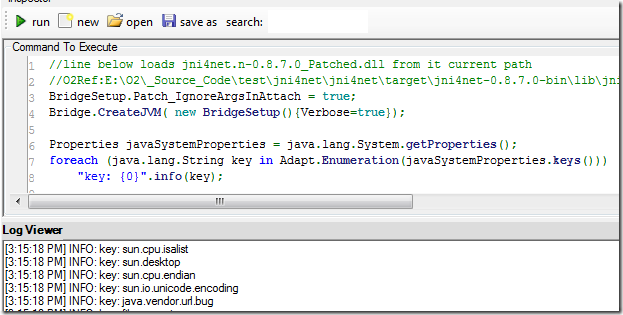 run new open save as search:
Command To Execute
1 //line below loads jni4net.n-0.8.7.0_Patched.dll from it current path
2 //O2Ref:E:\O2\_Source_Code\test\jni4net\jni4net\target\jni4net-0.8.7.0-bin\lib\jni
3 BridgeSetup.Patch_IgnoreArgsInAttach = true;
4 Bridge.CreateJVM( new BridgeSetup(){Verbose=true});
5
6 Properties javaSystemProperties = java.lang.System.getProperties();
7 foreach (java.lang.String key in Adapt.Enumeration(javaSystemProperties.keys()))
8 "key: {0}".info(key);
Log Viewer
[3:15:18 PM] INFO: key: sun.cpu.isalist
[3:15:18 PM] INFO: key: sun.desktop
[3:15:18 PM] INFO: key: sun.cpu.endian
[3:15:18 PM] INFO: key: sun.io.unicode.encoding
[3:15:18 PM] INFO: key: java.vendor.url.bug